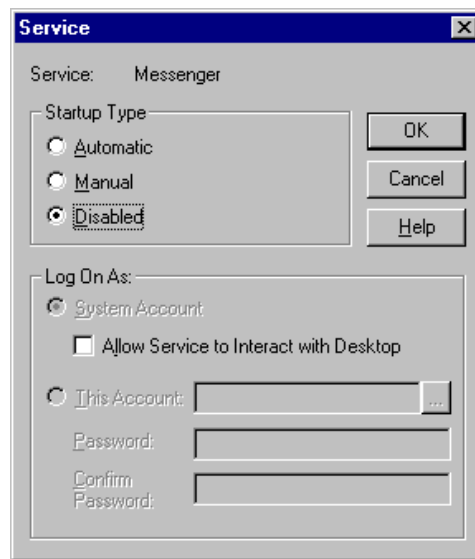 Service
Service: Messenger
Startup Type
Automatic
Manual
Disabled
OK
Cancel
Help
Log On As:
System Account
Allow Service to Interact with Desktop
This Account:
...
Password:
Confirm
Password: